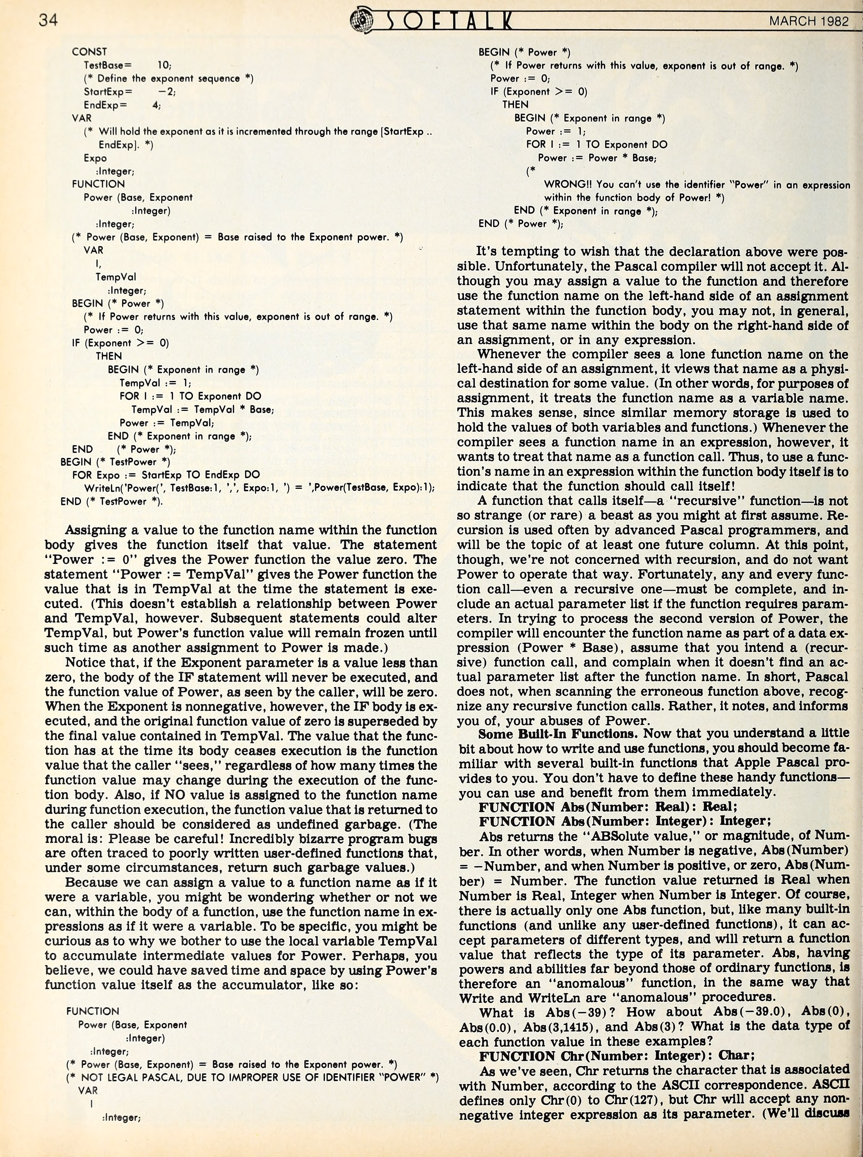 34
SOFTALK
MARCH 1982
CONST
TestBase= 10;
(* Define the exponent sequence *)
StartExp= −2;
EndExp= 4;
VAR
(* Will hold the exponent as it is incremented through the range [StartExp ..
EndExp]. *)
Expo
:Integer;
FUNCTION
Power (Base, Exponent
:Integer)
:Integer;
(* Power (Base, Exponent) = Base raised to the Exponent power. *)
VAR
I,
TempVal
:Integer;
BEGIN (* Power *)
(* If Power returns with this value, exponent is out of range. *)
Power := 0;
IF (Exponent >= 0)
THEN
BEGIN (* Exponent in range *)
TempVal := 1;
FOR I := 1 TO Exponent DO
TempVal := TempVal * Base;
Power := TempVal;
END (* Exponent in range *);
END (* Power *);
BEGIN (* TestPower *)
FOR Expo := StartExp TO EndExp DO
WriteLn('Power(', TestBase:1, ',', Expo:1, ') = ',Power(TestBase, Expo):1);
END (* TestPower *).
Assigning a value to the function name within the function
body gives the function itself that value. The statement
"Power := 0" gives the Power function the value zero. The
statement "Power := TempVal" gives the Power function the
value that is in TempVal at the time the statement is exe-
cuted. (This doesn't establish a relationship between Power
and TempVal, however. Subsequent statements could alter
TempVal, but Power's function value will remain frozen until
such time as another assignment to Power is made.)
Notice that, if the Exponent parameter is a value less than
zero, the body of the IF statement will never be executed, and
the function value of Power, as seen by the caller, will be zero.
When the Exponent is nonnegative, however, the IF body is ex-
ecuted, and the original function value of zero is superseded by
the final value contained in TempVal. The value that the func-
tion has at the time its body ceases execution is the function
value that the caller "sees," regardless of how many times the
function value may change during the execution of the func-
tion body. Also, if NO value is assigned to the function name
during function execution, the function value that is returned to
the caller should be considered as undefined garbage. (The
moral is: Please be careful! Incredibly bizarre program bugs
are often traced to poorly written user-defined functions that,
under some circumstances, return such garbage values.)
Because we can assign a value to a function name as if it
were a variable, you might be wondering whether or not we
can, within the body of a function, use the function name in ex-
pressions as if it were a variable. To be specific, you might be
curious as to why we bother to use the local variable TempVal
to accumulate intermediate values for Power. Perhaps, you
believe, we could have saved time and space by using Power's
function value itself as the accumulator, like so:
FUNCTION
Power (Base, Exponent
:Integer)
:Integer;
(* Power (Base, Exponent) = Base raised to the Exponent power. *)
(* NOT LEGAL PASCAL, DUE TO IMPROPER USE OF IDENTIFIER "POWER" *)
VAR
I
:Integer;
BEGIN (* Power *)
(* If Power returns with this value, exponent is out of range. *)
Power := 0;
IF (Exponent >= 0)
THEN
BEGIN (* Exponent in range *)
Power := 1;
FOR I := 1 TO Exponent DO
Power := Power * Base;
(*
WRONG!! You can't use the identifier "Power" in an expression
within the function body of Power! *)
END (* Exponent in range *);
END (* Power *);
It's tempting to wish that the declaration above were pos-
sible. Unfortunately, the Pascal compiler will not accept it. Al-
though you may assign a value to the function and therefore
use the function name on the left-hand side of an assignment
statement within the function body, you may not, in general,
use that same name within the body on the right-hand side of
an assignment, or in any expression.
Whenever the compiler sees a lone function name on the
left-hand side of an assignment, it views that name as a physi-
cal destination for some value. (In other words, for purposes of
assignment, it treats the function name as a variable name.
This makes sense, since similar memory storage is used to
hold the values of both variables and functions.) Whenever the
compiler sees a function name in an expression, however, it
wants to treat that name as a function call. Thus, to use a func-
tion's name in an expression within the function body itself is to
indicate that the function should call itself!
A function that calls itself—a "recursive" function—is not
so strange (or rare) a beast as you might at first assume. Re-
cursion is used often by advanced Pascal programmers, and
will be the topic of at least one future column. At this point,
though, we're not concerned with recursion, and do not want
Power to operate that way. Fortunately, any and every func-
tion call—even a recursive one—must be complete, and in-
clude an actual parameter list if the function requires param-
eters. In trying to process the second version of Power, the
compiler will encounter the function name as part of a data ex-
pression (Power * Base), assume that you intend a (recur-
sive) function call, and complain when it doesn't find an ac-
tual parameter list after the function name. In short, Pascal
does not, when scanning the erroneous function above, recog-
nize any recursive function calls. Rather, it notes, and informs
you of, your abuses of Power.
Some Built-In Functions. Now that you understand a little
bit about how to write and use functions, you should become fa-
miliar with several built-in functions that Apple Pascal pro-
vides to you. You don't have to define these handy functions—
you can use and benefit from them immediately.
FUNCTION Abs(Number: Real): Real;
FUNCTION Abs(Number: Integer): Integer;
Abs returns the "ABSolute value," or magnitude, of Num-
ber. In other words, when Number is negative, Abs(Number)
= −Number, and when Number is positive, or zero, Abs(Num-
ber) = Number. The function value returned is Real when
Number is Real, Integer when Number is Integer. Of course,
there is actually only one Abs function, but, like many built-in
functions (and unlike any user-defined functions), it can ac-
cept parameters of different types, and will return a function
value that reflects the type of its parameter. Abs, having
powers and abilities far beyond those of ordinary functions, is
therefore an "anomalous" function, in the same way that
Write and WriteLn are "anomalous" procedures.
What is Abs(−39)? How about Abs(−39.0), Abs(0),
Abs(0.0), Abs(3,1415), and Abs(3)? What is the data type of
each function value in these examples?
FUNCTION Chr(Number: Integer): Char;
As we've seen, Chr returns the character that is associated
with Number, according to the ASCII correspondence. ASCII
defines only Chr(0) to Chr(127), but Chr will accept any non-
negative integer expression as its parameter. (We'll discuss